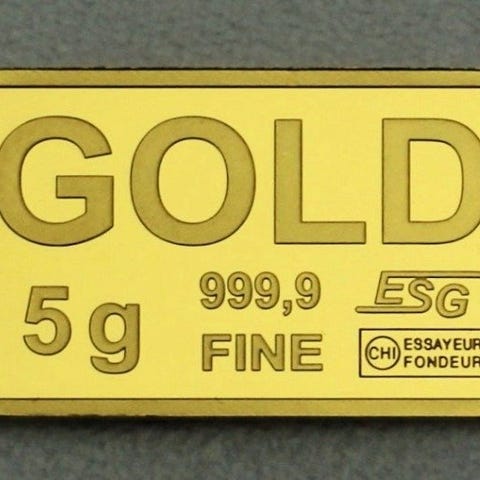 GOLD
5g
999,9
FINE
ESG
CHI
ESSAYEUR
FONDEUR